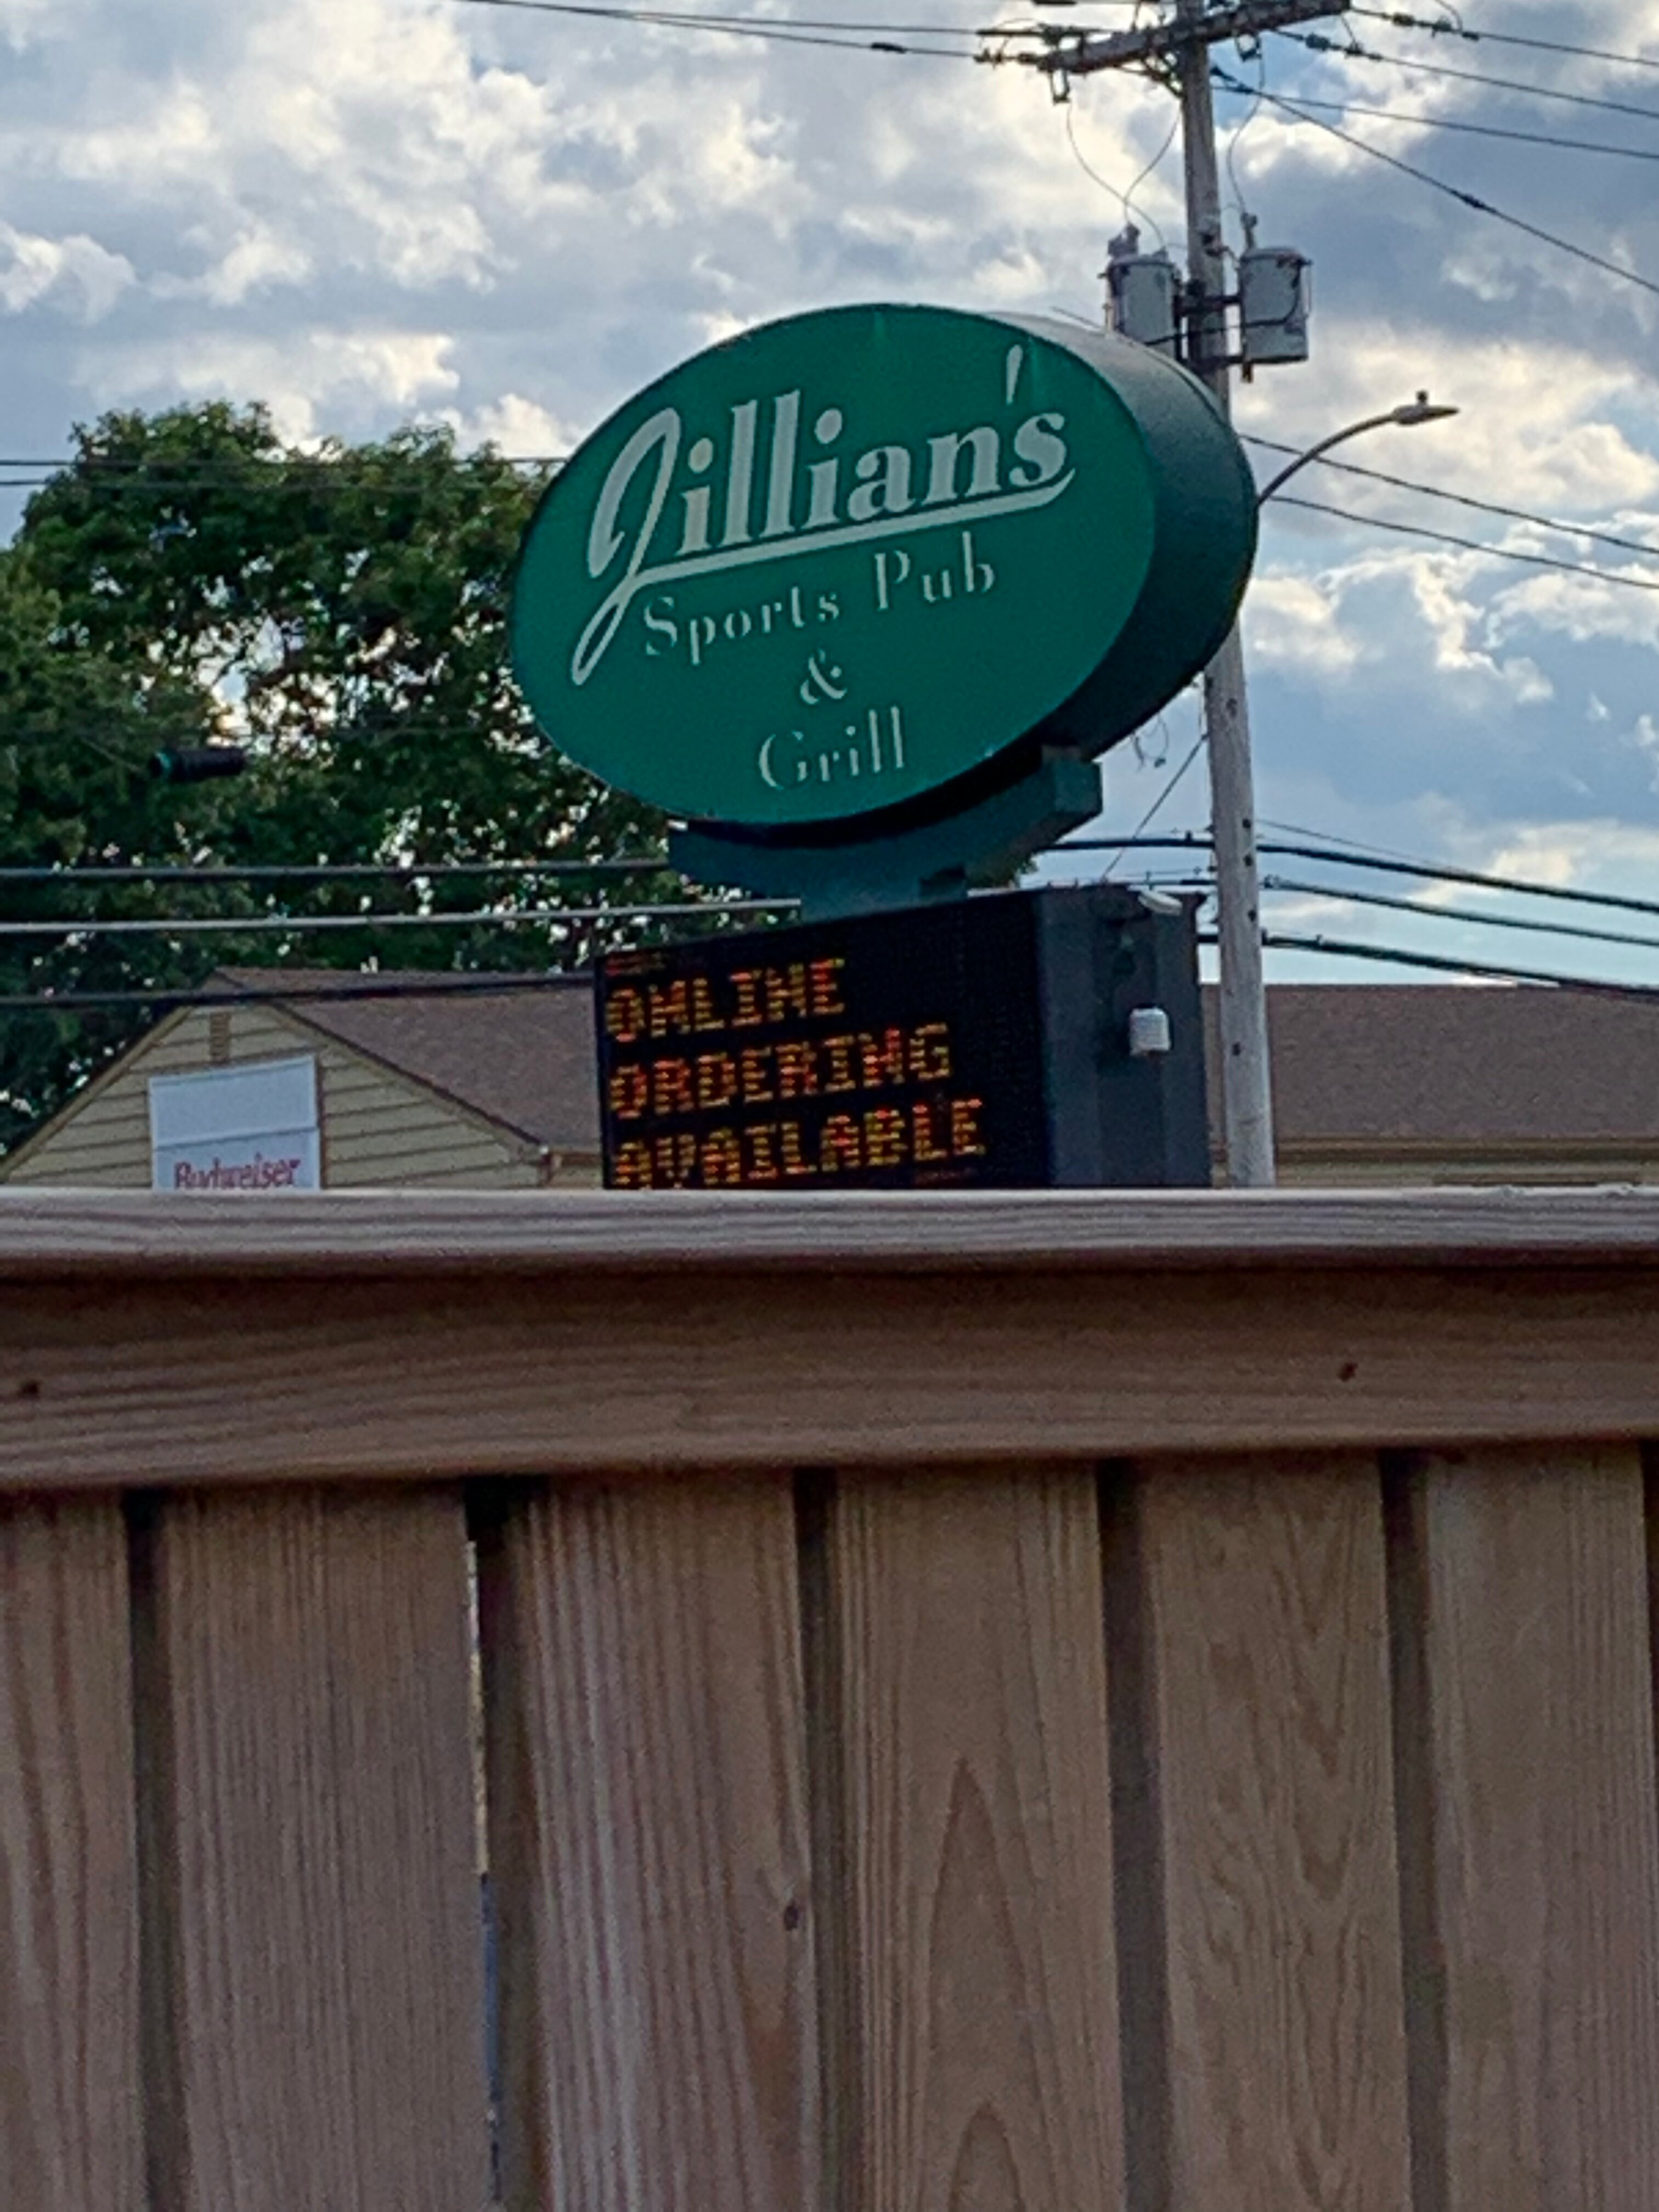 Jillian's
Sports Pub
&
Grill
ONLINE
ORDERING
AVAILABLE
Budweiser